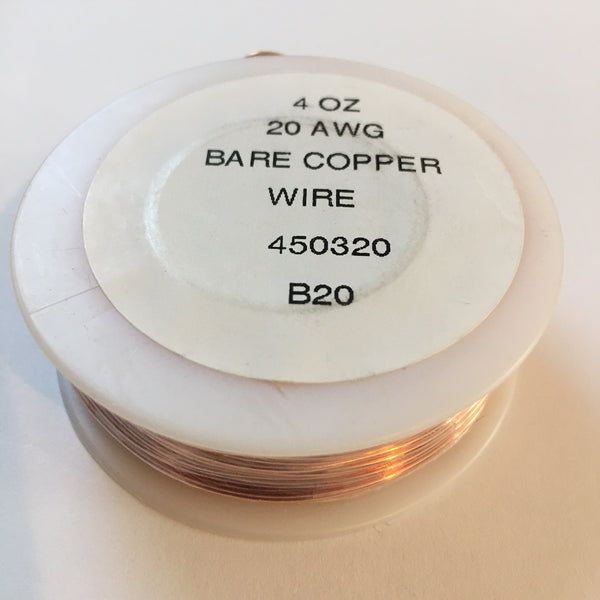 4 OZ
20 AWG
BARE COPPER
WIRE
450320
B20